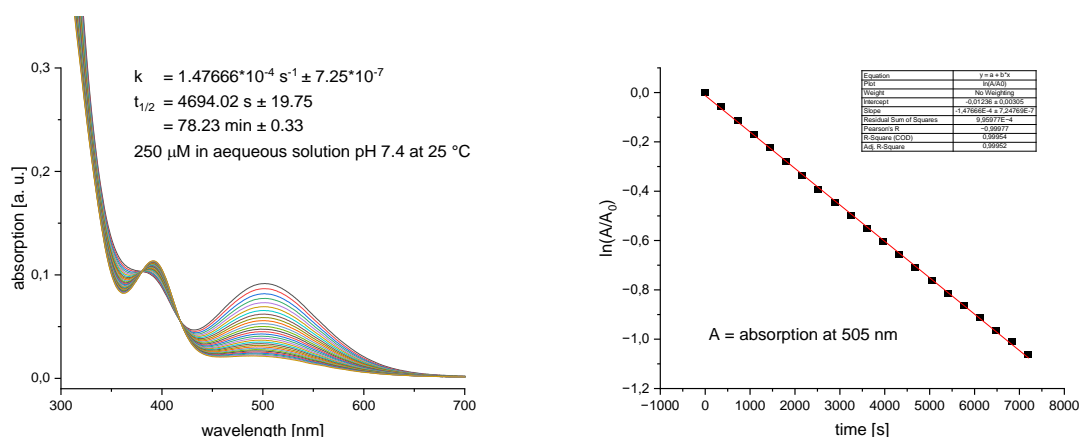 0,3
0,2
0,1
0,0
absorption [a. u.]
k = 1.47666*10-4 s-1 ± 7.25*10-7
t1/2 = 4694.02 s ± 19.75
= 78.23 min ± 0.33
250 µM in aequeous solution pH 7.4 at 25 °C
300 400 500 600 700
wavelength [nm]
0,0
−0,2
−0,4
−0,6
−0,8
−1,0
−1,2
ln(A/A0)
Equation y = a + b*x
Plot ln(A/A0)
Weight No Weighting
Intercept -0,01236 ± 0,00305
Slope -1,47666E-4 ± 7,24769E-7
Residual Sum of Squares 9,95977E−4
Pearson's R −0,99977
R-Square (COD) 0,99954
Adj. R-Square 0,99952
A = absorption at 505 nm
−1000 0 1000 2000 3000 4000 5000 6000 7000 8000
time [s]